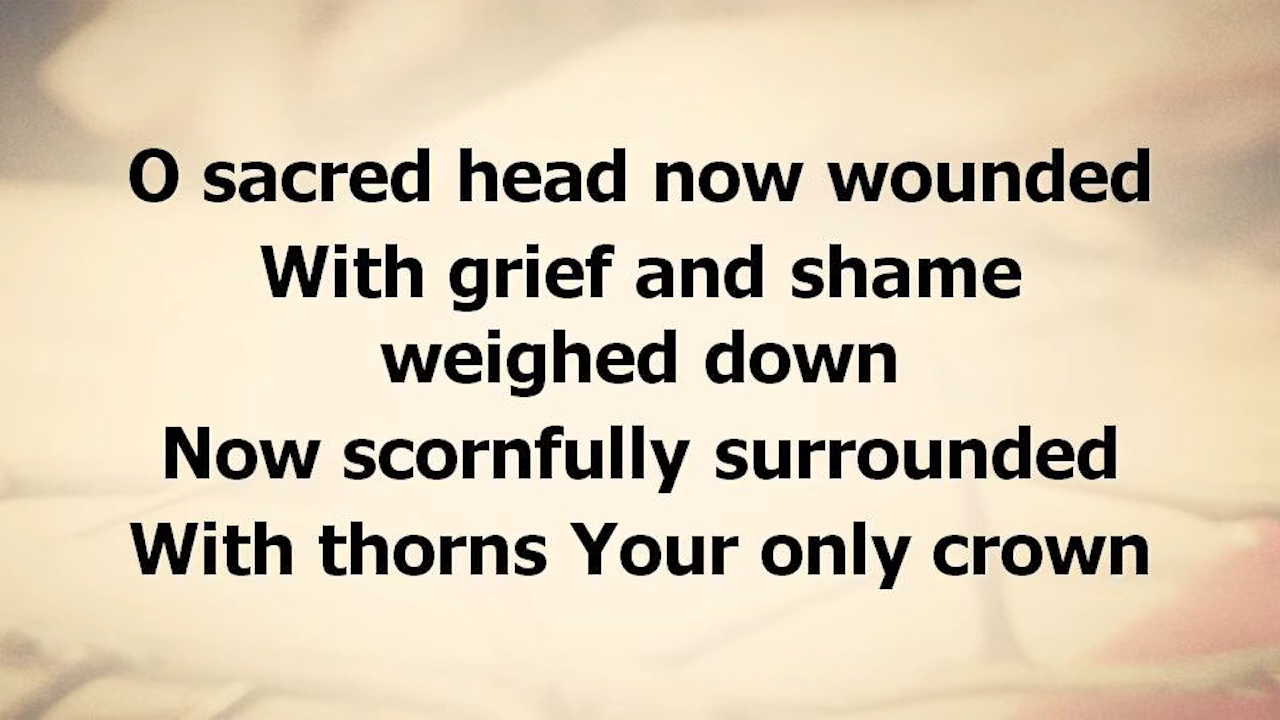 O sacred head now wounded
With grief and shame
weighed down
Now scornfully surrounded
With thorns Your only crown